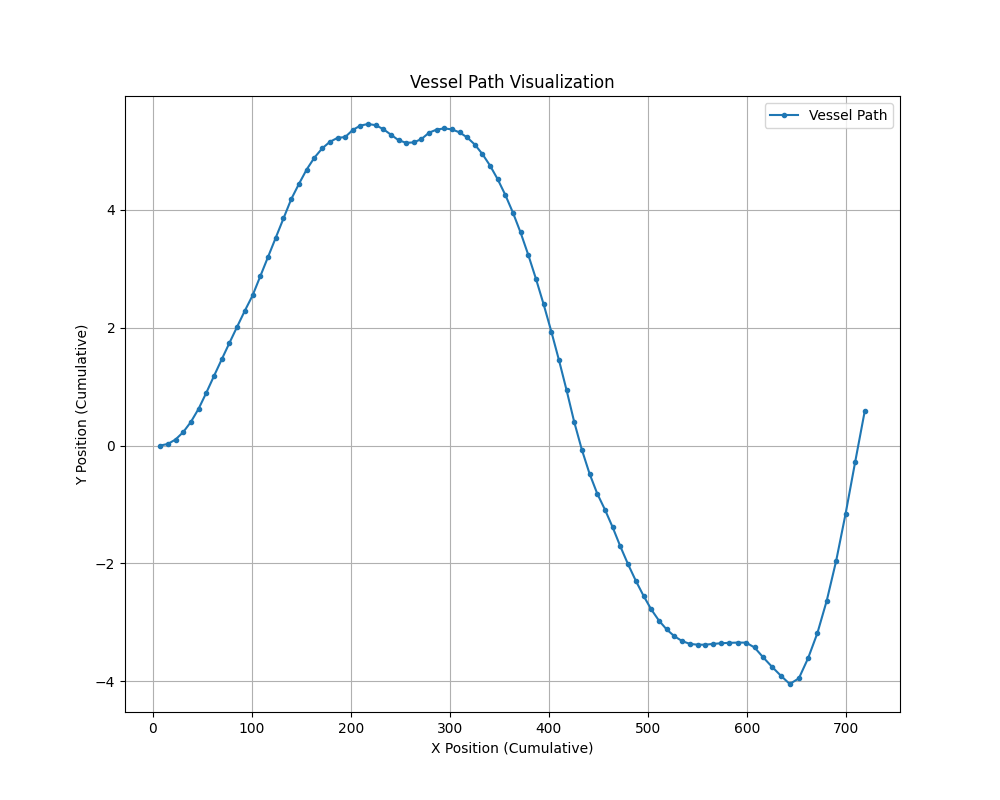 Vessel Path Visualization
Vessel Path
Y Position (Cumulative)
4
2
0
−2
−4
0 100 200 300 400 500 600 700
X Position (Cumulative)